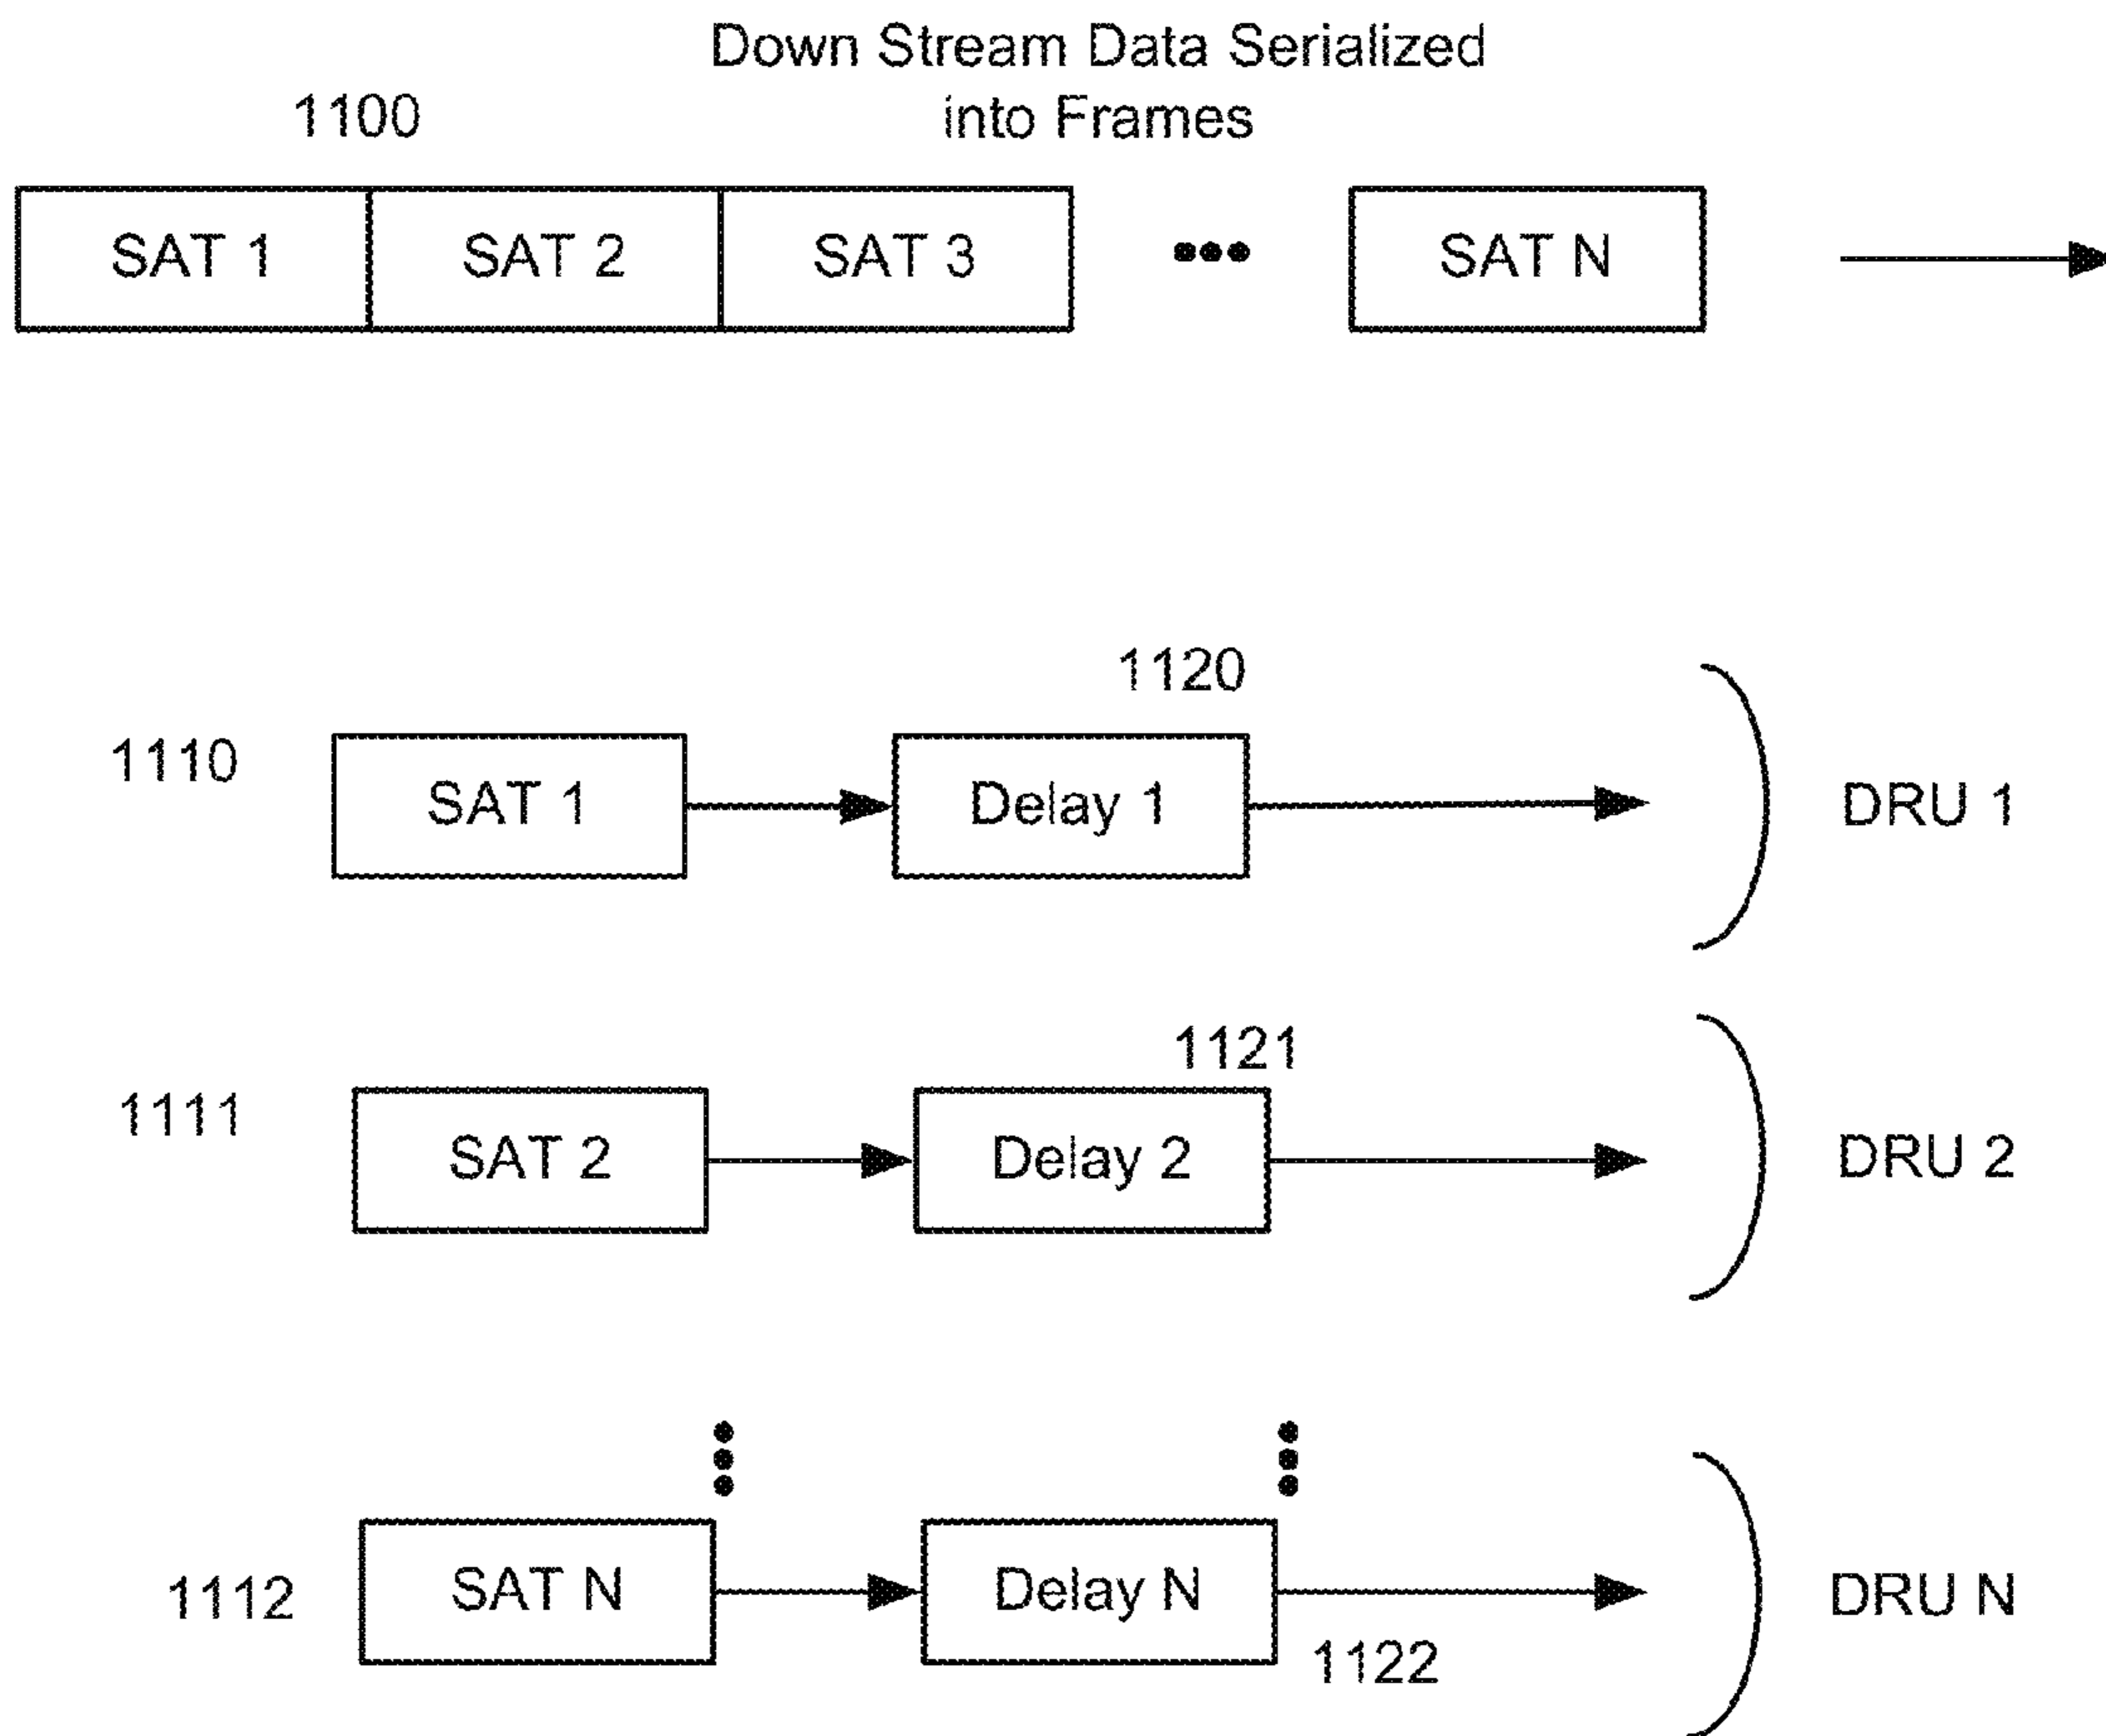 Down Stream Data Serialized
into Frames
1100
SAT 1 SAT 2 SAT 3 ••• SAT N
1120
1110 SAT 1 Delay 1 DRU 1
1121
1111 SAT 2 Delay 2 DRU 2
1112 SAT N Delay N DRU N
1122